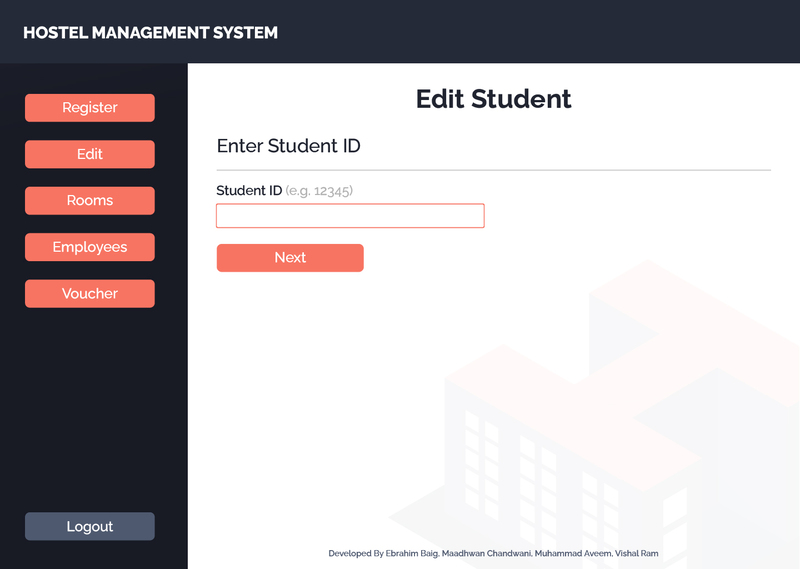 HOSTEL MANAGEMENT SYSTEM
Register
Edit
Rooms
Employees
Voucher
Logout
Edit Student
Enter Student ID
Student ID (e.g. 12345)
Next
Developed By Ebrahim Baig, Maadhwan Chandwani, Muhammad Aveem, Vishal Ram